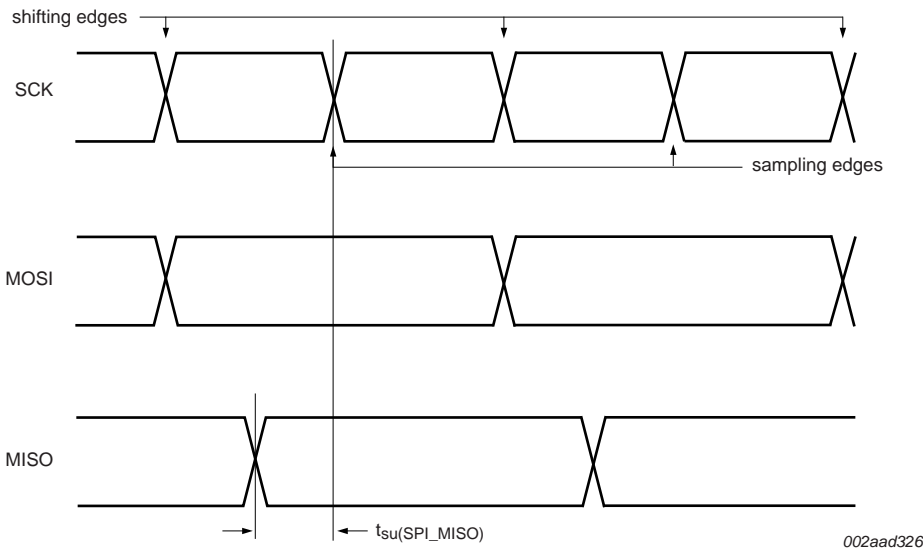 shifting edges
SCK
sampling edges
MOSI
MISO
tsu(SPI_MISO)
002aad326